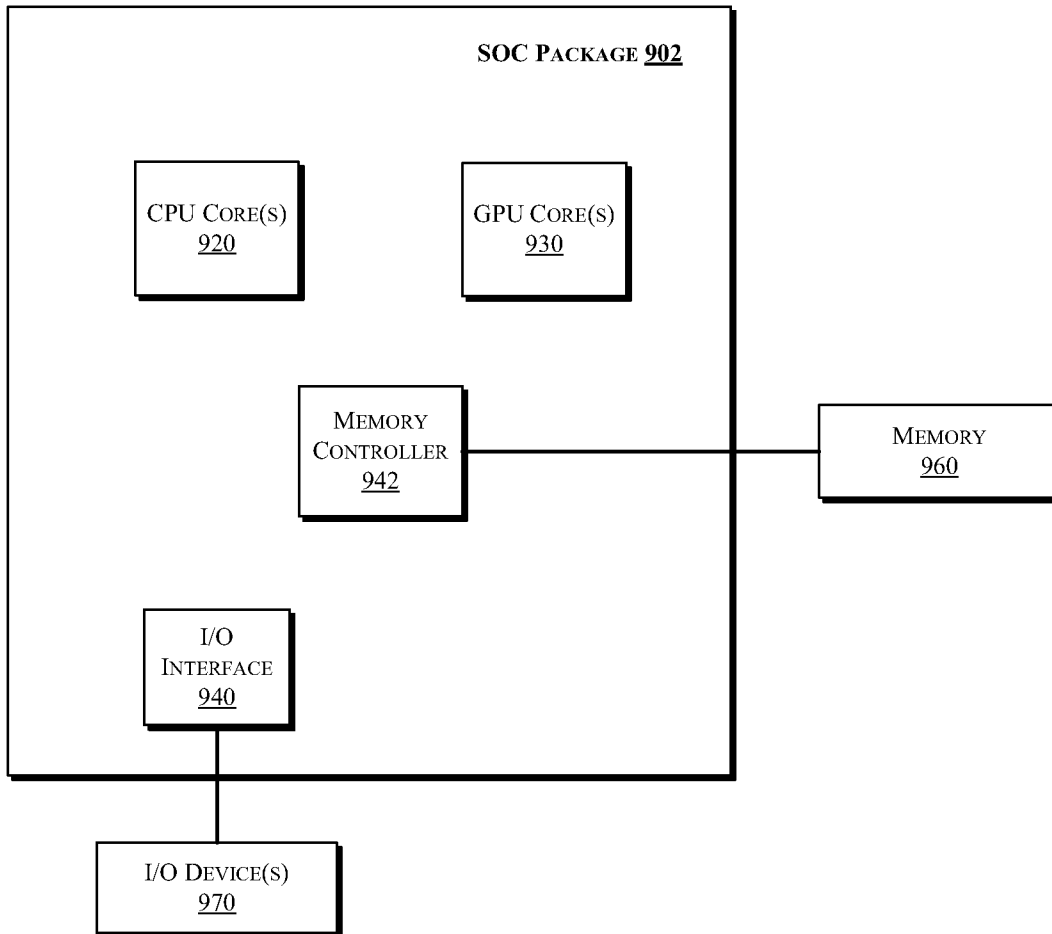 SOC PACKAGE 902
CPU CORE(S)
920
GPU CORE(S)
930
MEMORY
CONTROLLER
942
MEMORY
960
I/O
INTERFACE
940
I/O DEVICE(S)
970